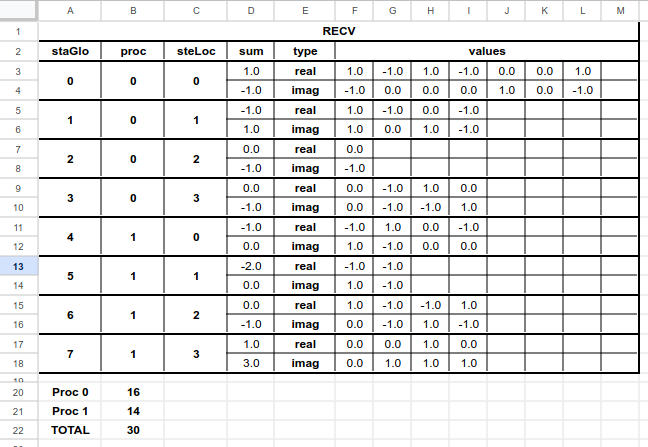 A B C D E F G H I J K L M
1 RECV
2 staGlo proc steLoc sum type values
3 0 0 0 1.0 real 1.0 -1.0 1.0 -1.0 0.0 0.0 1.0
4 -1.0 imag -1.0 0.0 0.0 0.0 1.0 0.0 -1.0
5 1 0 1 -1.0 real 1.0 -1.0 0.0 -1.0
6 1.0 imag 1.0 0.0 1.0 -1.0
7 2 0 2 0.0 real 0.0
8 -1.0 imag -1.0
9 3 0 3 0.0 real 0.0 -1.0 1.0 0.0
10 -1.0 imag 0.0 -1.0 -1.0 1.0
11 4 1 0 -1.0 real -1.0 1.0 0.0 -1.0
12 0.0 imag 1.0 -1.0 0.0 0.0
13 5 1 1 -2.0 real -1.0 -1.0
14 0.0 imag 1.0 -1.0
15 6 1 2 0.0 real 1.0 -1.0 -1.0 1.0
16 -1.0 imag 0.0 -1.0 1.0 -1.0
17 7 1 3 1.0 real 0.0 0.0 1.0 0.0
18 3.0 imag 0.0 1.0 1.0 1.0
20 Proc 0 16
21 Proc 1 14
22 TOTAL 30